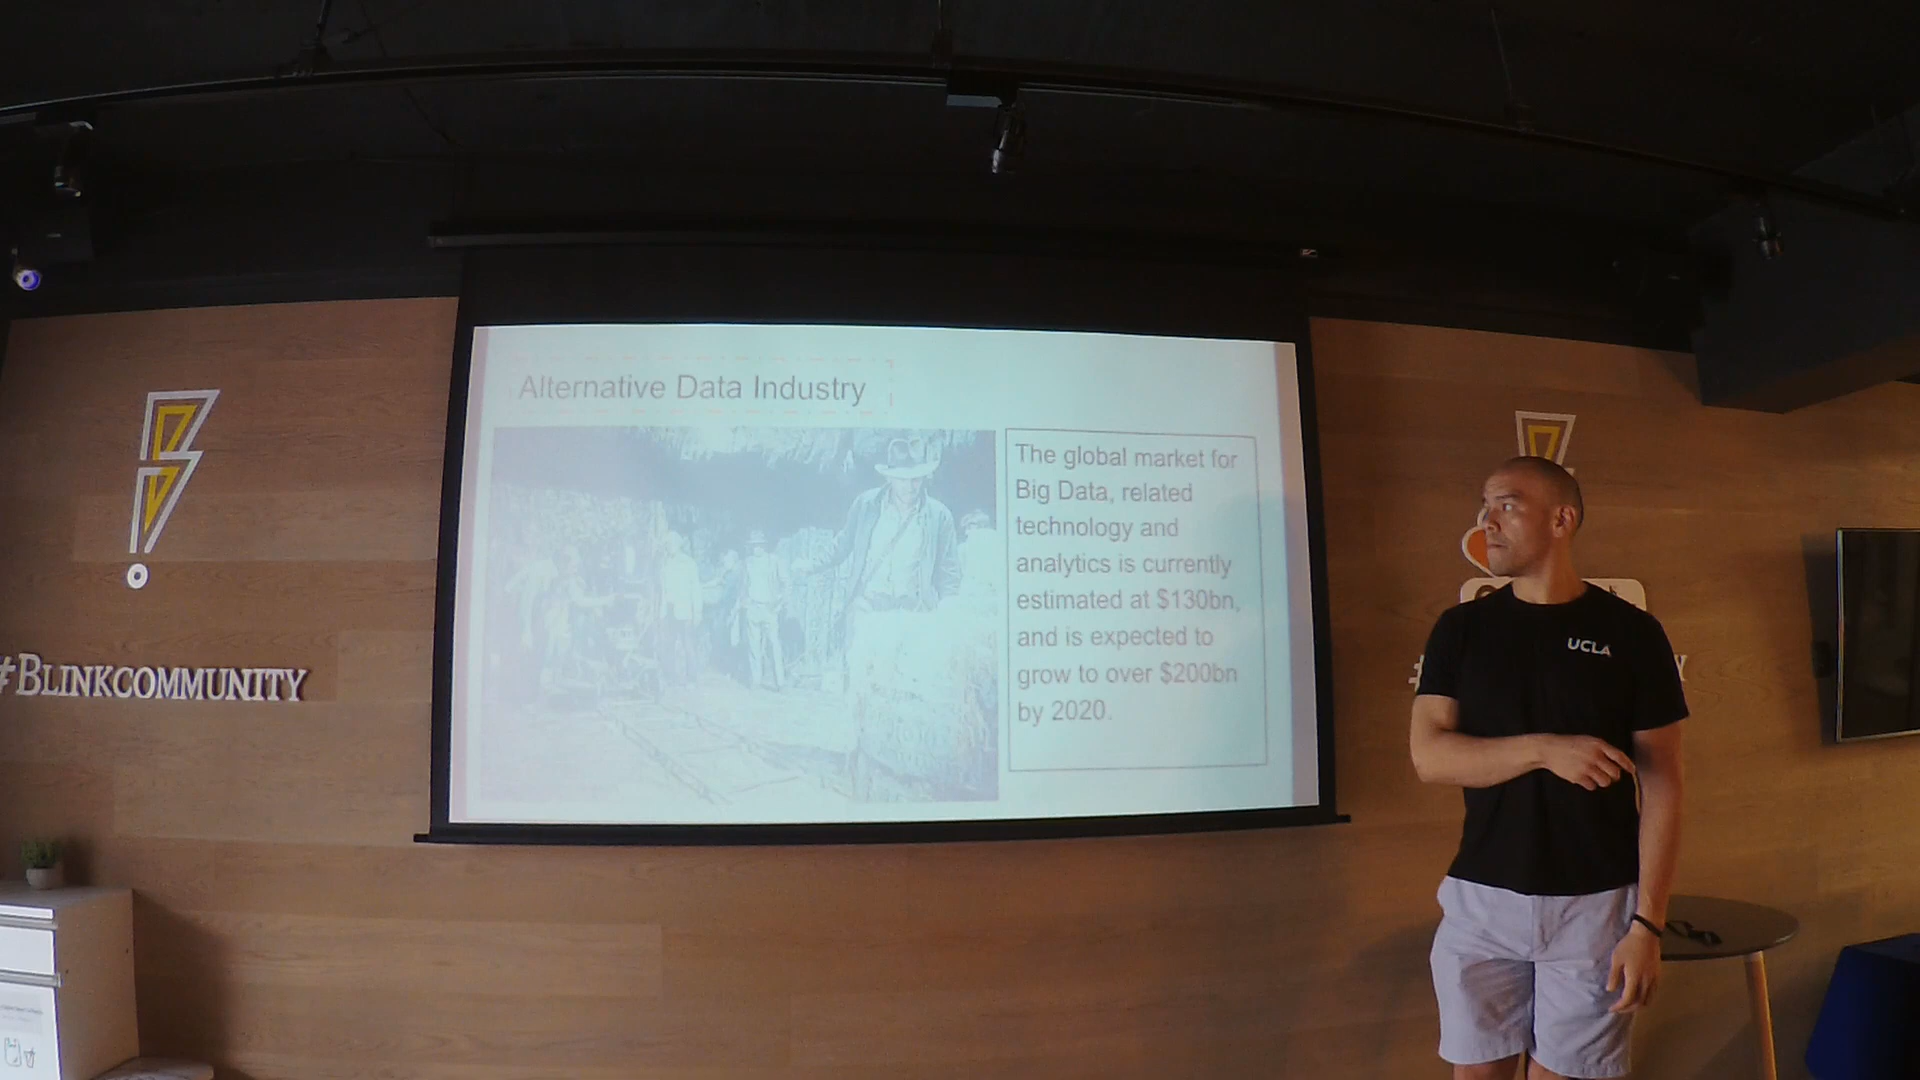 Alternative Data Industry
The global market for
Big Data, related
technology and
analytics is currently
estimated at $130bn,
and is expected to
grow to over $200bn
by 2020.
#BLINKCOMMUNITY
UCLA